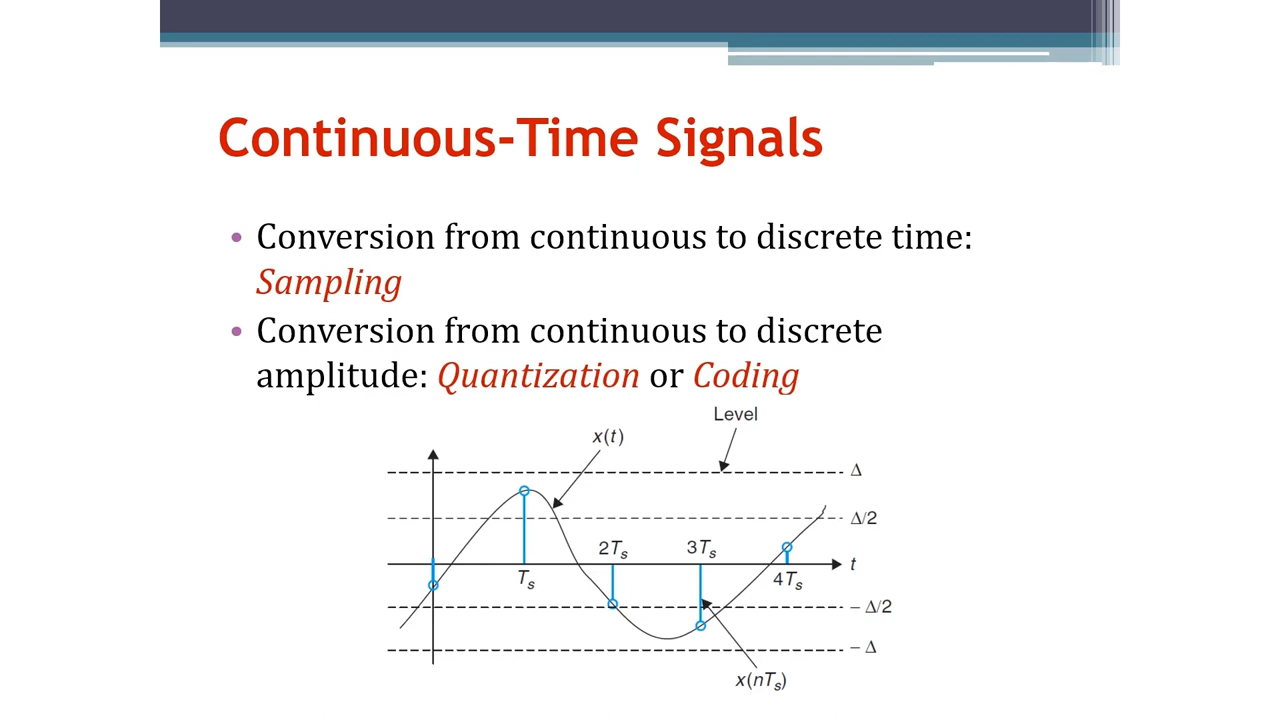 Continuous-Time Signals
• Conversion from continuous to discrete time:
Sampling
• Conversion from continuous to discrete
amplitude: Quantization or Coding
Level
x(t)
Δ
Δ/2
2Ts
3Ts
t
Ts
4Ts
– Δ/2
– Δ
x(nTs)